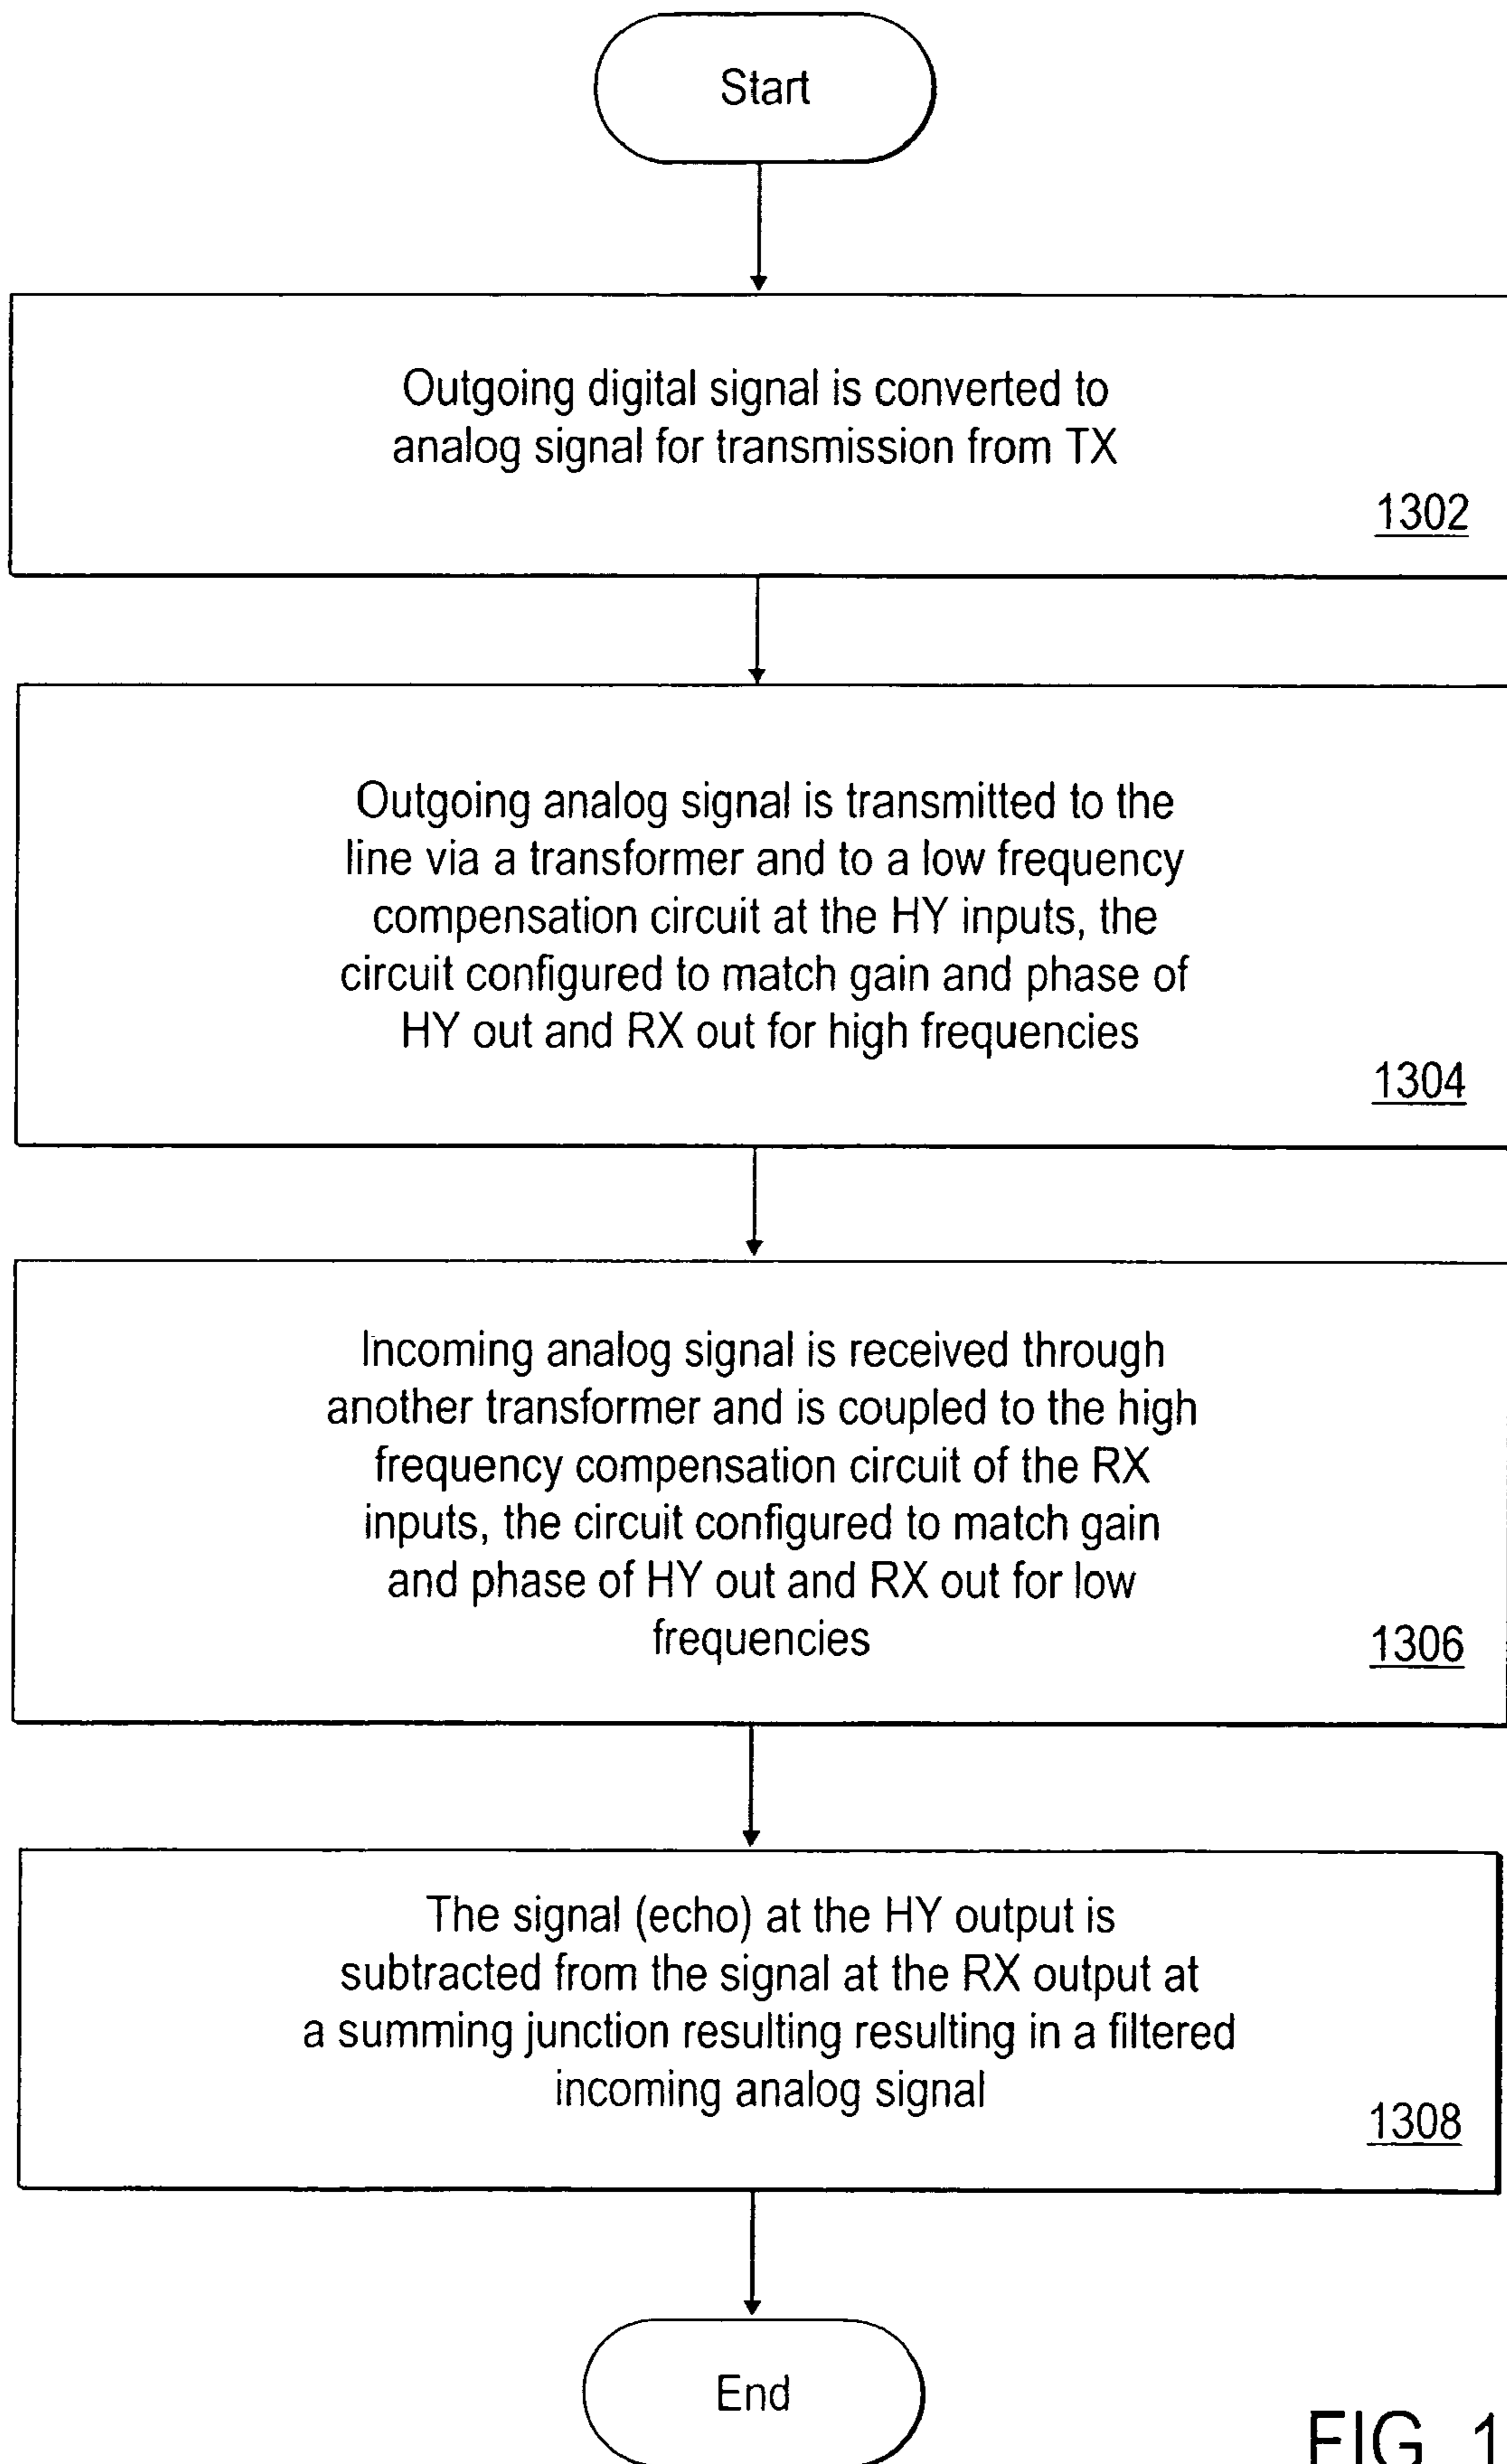 Start
Outgoing digital signal is converted to
analog signal for transmission from TX
1302
Outgoing analog signal is transmitted to the
line via a transformer and to a low frequency
compensation circuit at the HY inputs, the
circuit configured to match gain and phase of
HY out and RX out for high frequencies
1304
Incoming analog signal is received through
another transformer and is coupled to the high
frequency compensation circuit of the RX
inputs, the circuit configured to match gain
and phase of HY out and RX out for low
frequencies
1306
The signal (echo) at the HY output is
subtracted from the signal at the RX output at
a summing junction resulting resulting in a filtered
incoming analog signal
1308
End
FIG. 1